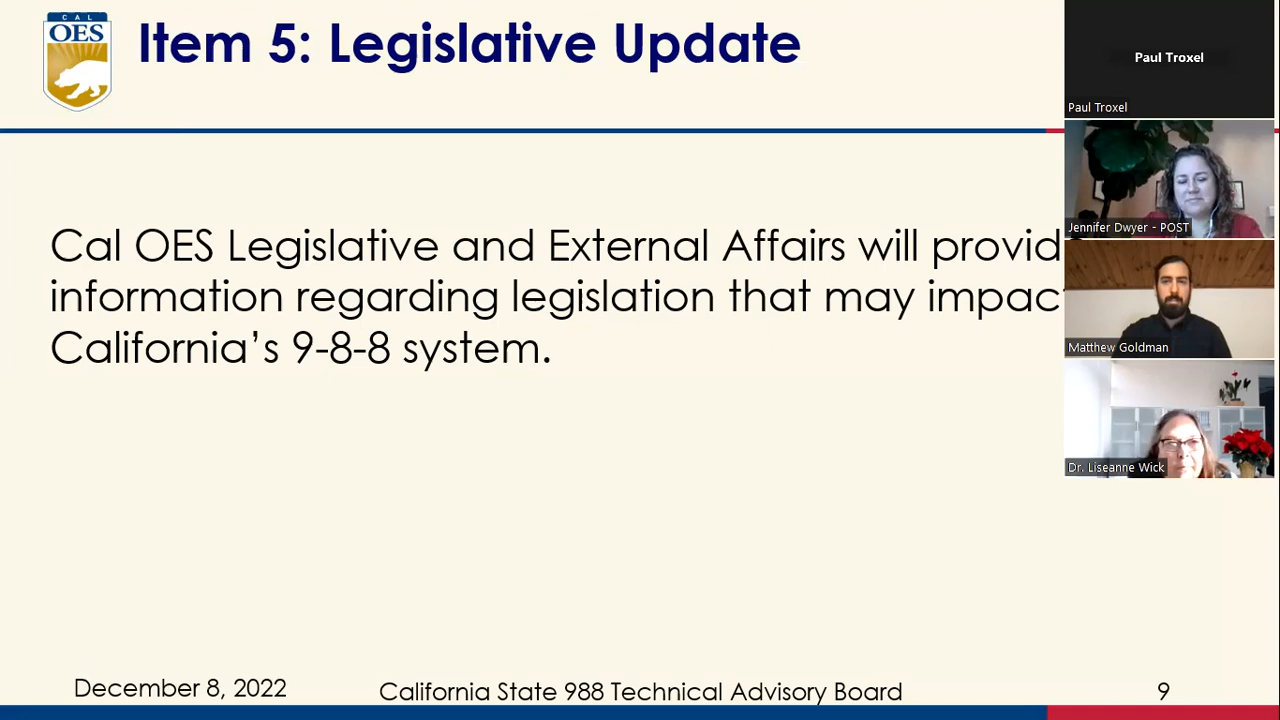 CAL
OES
Item 5: Legislative Update
Cal OES Legislative and External Affairs will provid
information regarding legislation that may impact
California’s 9-8-8 system.
December 8, 2022
California State 988 Technical Advisory Board
9
Paul Troxel
Paul Troxel
Jennifer Dwyer - POST
Matthew Goldman
Dr. Liseanne Wick